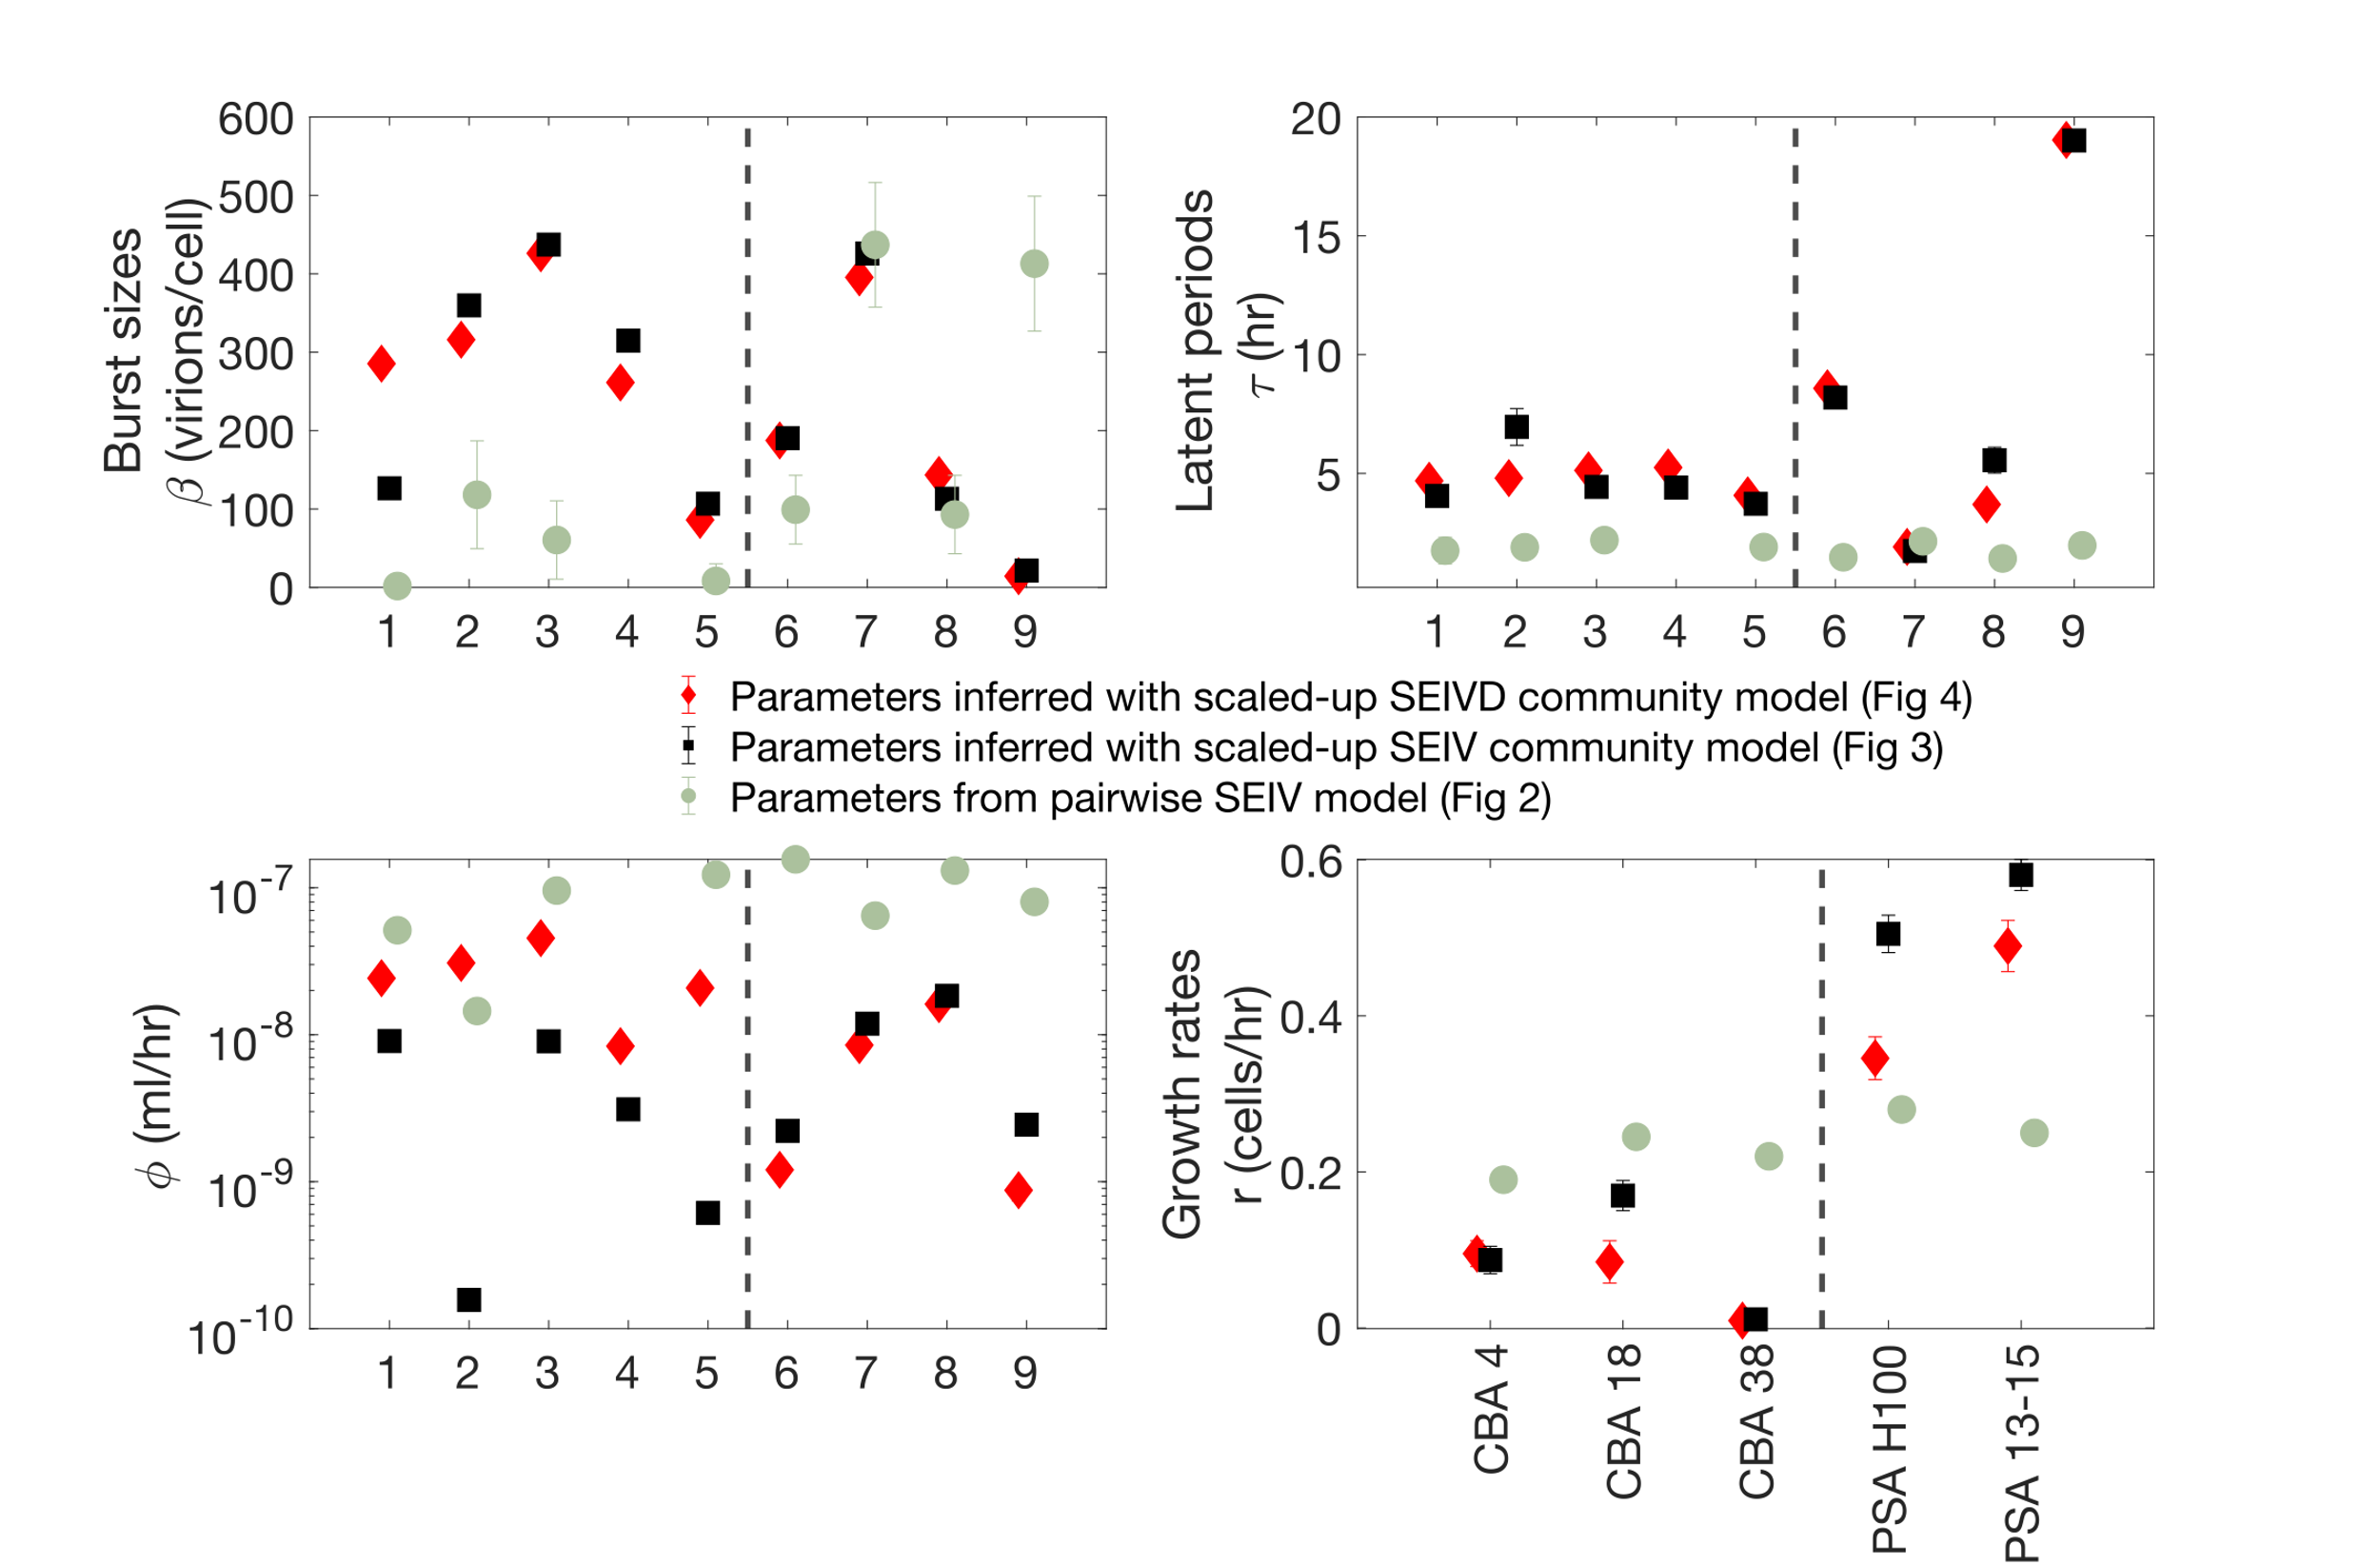 Burst sizes
β (virions/cell)
600
500
400
300
200
100
0
1 2 3 4 5 6 7 8 9
Latent periods
τ (hr)
20
15
10
5
1 2 3 4 5 6 7 8 9
Parameters inferred with scaled-up SEIVD community model (Fig 4)
Parameters inferred with scaled-up SEIV community model (Fig 3)
Parameters from pairwise SEIV model (Fig 2)
ϕ (ml/hr)
10-7
10-8
10-9
10-10
1 2 3 4 5 6 7 8 9
Growth rates
r (cells/hr)
0.6
0.4
0.2
0
CBA 4
CBA 18
CBA 38
PSA H100
PSA 13-15